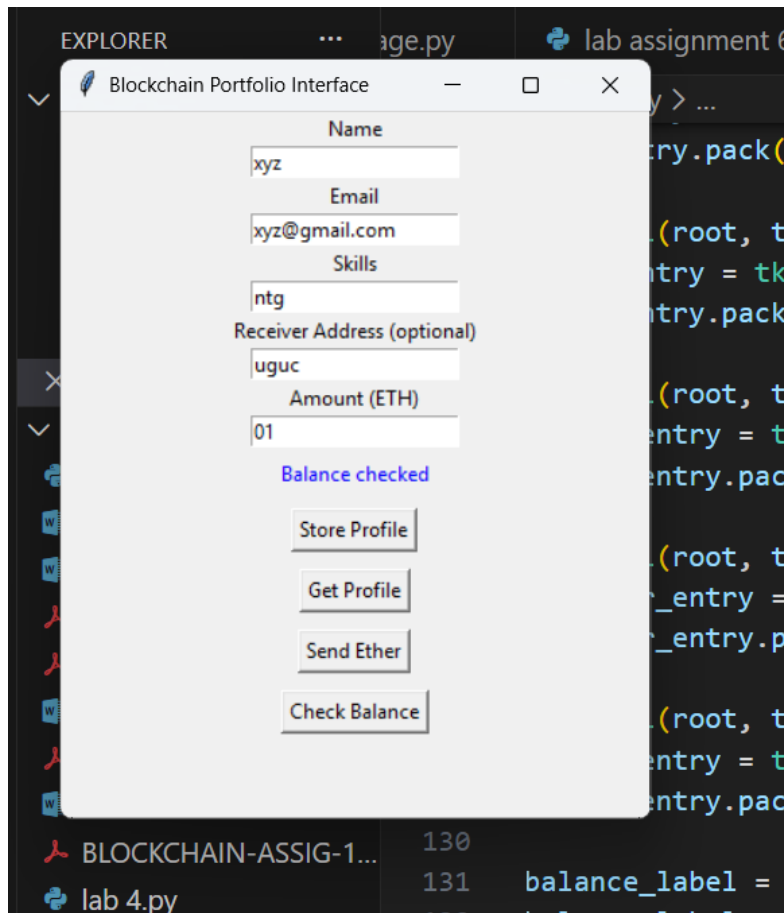 EXPLORER
...
age.py
lab assignment 6
Blockchain Portfolio Interface
y > ...
Name
xyz
try.pack(
Email
xyz@gmail.com
(root, t
Skills
ntry = tk
ntg
ntry.pack
Receiver Address (optional)
uguc
(root, t
Amount (ETH)
01
entry = t
Balance checked
entry.pac
Store Profile
(root, t
Get Profile
r_entry =
Send Ether
r_entry.p
Check Balance
(root, t
entry = t
entry.pac
130
BLOCKCHAIN-ASSIG-1...
131 balance_label =
lab 4.py